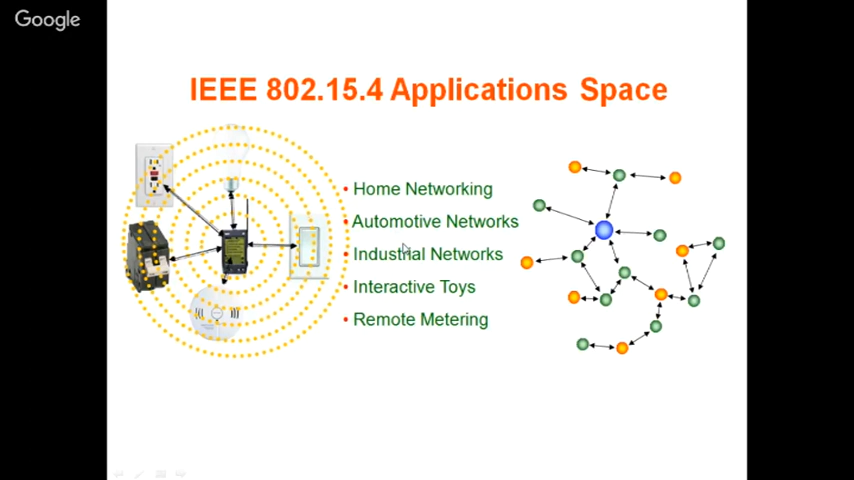 Google
IEEE 802.15.4 Applications Space
• Home Networking
• Automotive Networks
• Industrial Networks
• Interactive Toys
• Remote Metering